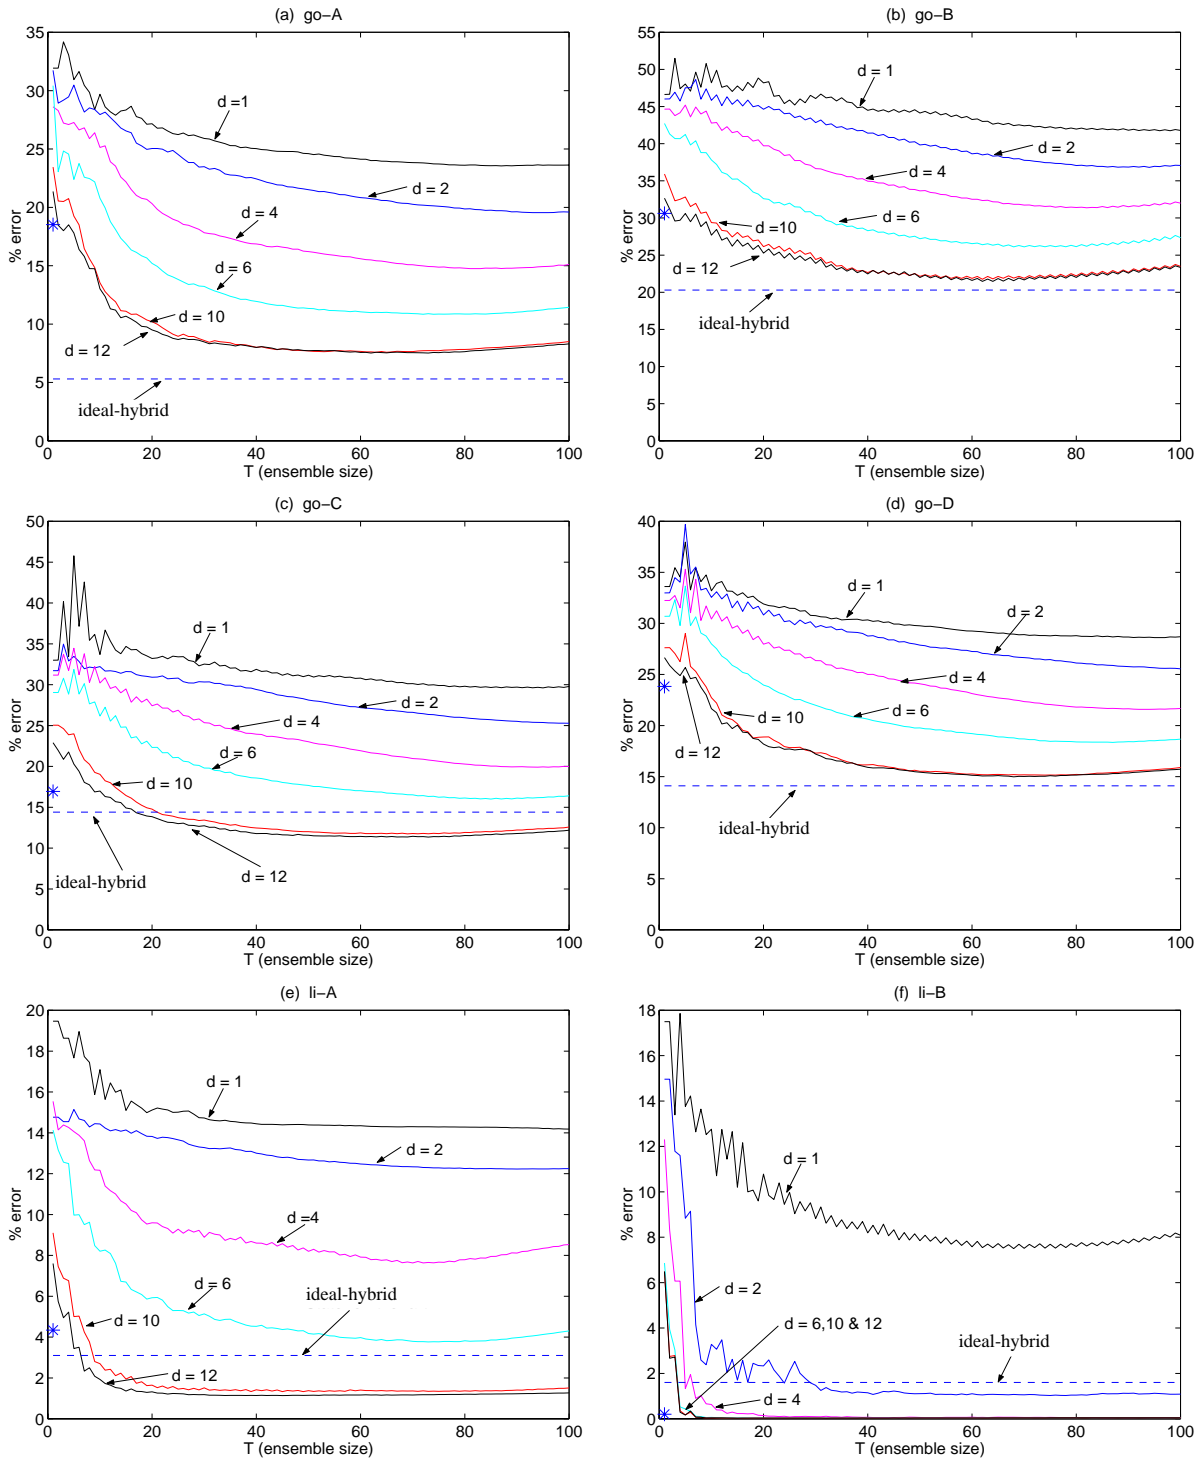 (a) go−A
35
30
25
20
15
10
5
0
% error
d =1
d = 2
d = 4
d = 6
d = 10
d = 12
ideal-hybrid
0 20 40 60 80 100
T (ensemble size)
(b) go−B
55
50
45
40
35
30
25
20
15
10
5
0
% error
d = 1
d = 2
d = 4
d = 6
d =10
d = 12
ideal-hybrid
0 20 40 60 80 100
T (ensemble size)
(c) go−C
50
45
40
35
30
25
20
15
10
5
0
% error
d = 1
d = 2
d = 4
d = 6
d = 10
ideal-hybrid
d = 12
0 20 40 60 80 100
T (ensemble size)
(d) go−D
40
35
30
25
20
15
10
5
0
% error
d = 1
d = 2
d = 4
d = 6
d = 10
d = 12
ideal-hybrid
0 20 40 60 80 100
T (ensemble size)
(e) li−A
20
18
16
14
12
10
8
6
4
2
0
% error
d = 1
d = 2
d =4
d = 6
ideal-hybrid
d = 10
d = 12
0 20 40 60 80 100
T (ensemble size)
(f) li−B
18
16
14
12
10
8
6
4
2
0
% error
d = 1
d = 2
d = 6,10 & 12
ideal-hybrid
d = 4
0 20 40 60 80 100
T (ensemble size)